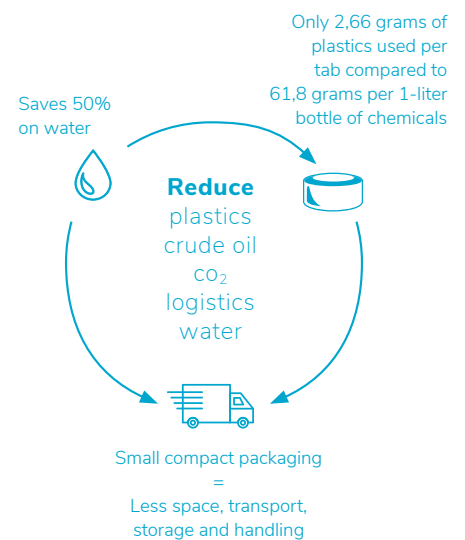 Only 2,66 grams of
plastics used per
tab compared to
61,8 grams per 1-liter
bottle of chemicals
Saves 50%
on water
Reduce
plastics
crude oil
co₂
logistics
water
Small compact packaging
=
Less space, transport,
storage and handling